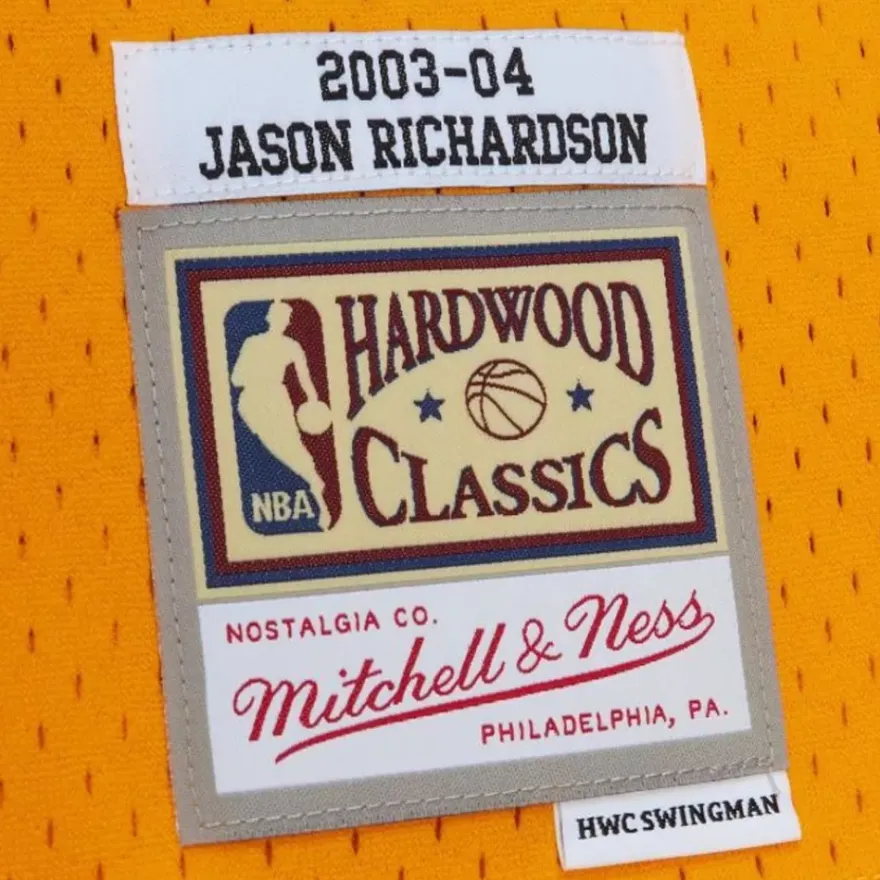 2003-04
JASON RICHARDSON
HARDWOOD
CLASSICS
NBA
NOSTALGIA CO.
Mitchell & Ness
PHILADELPHIA, PA.
HWC SWINGMAN